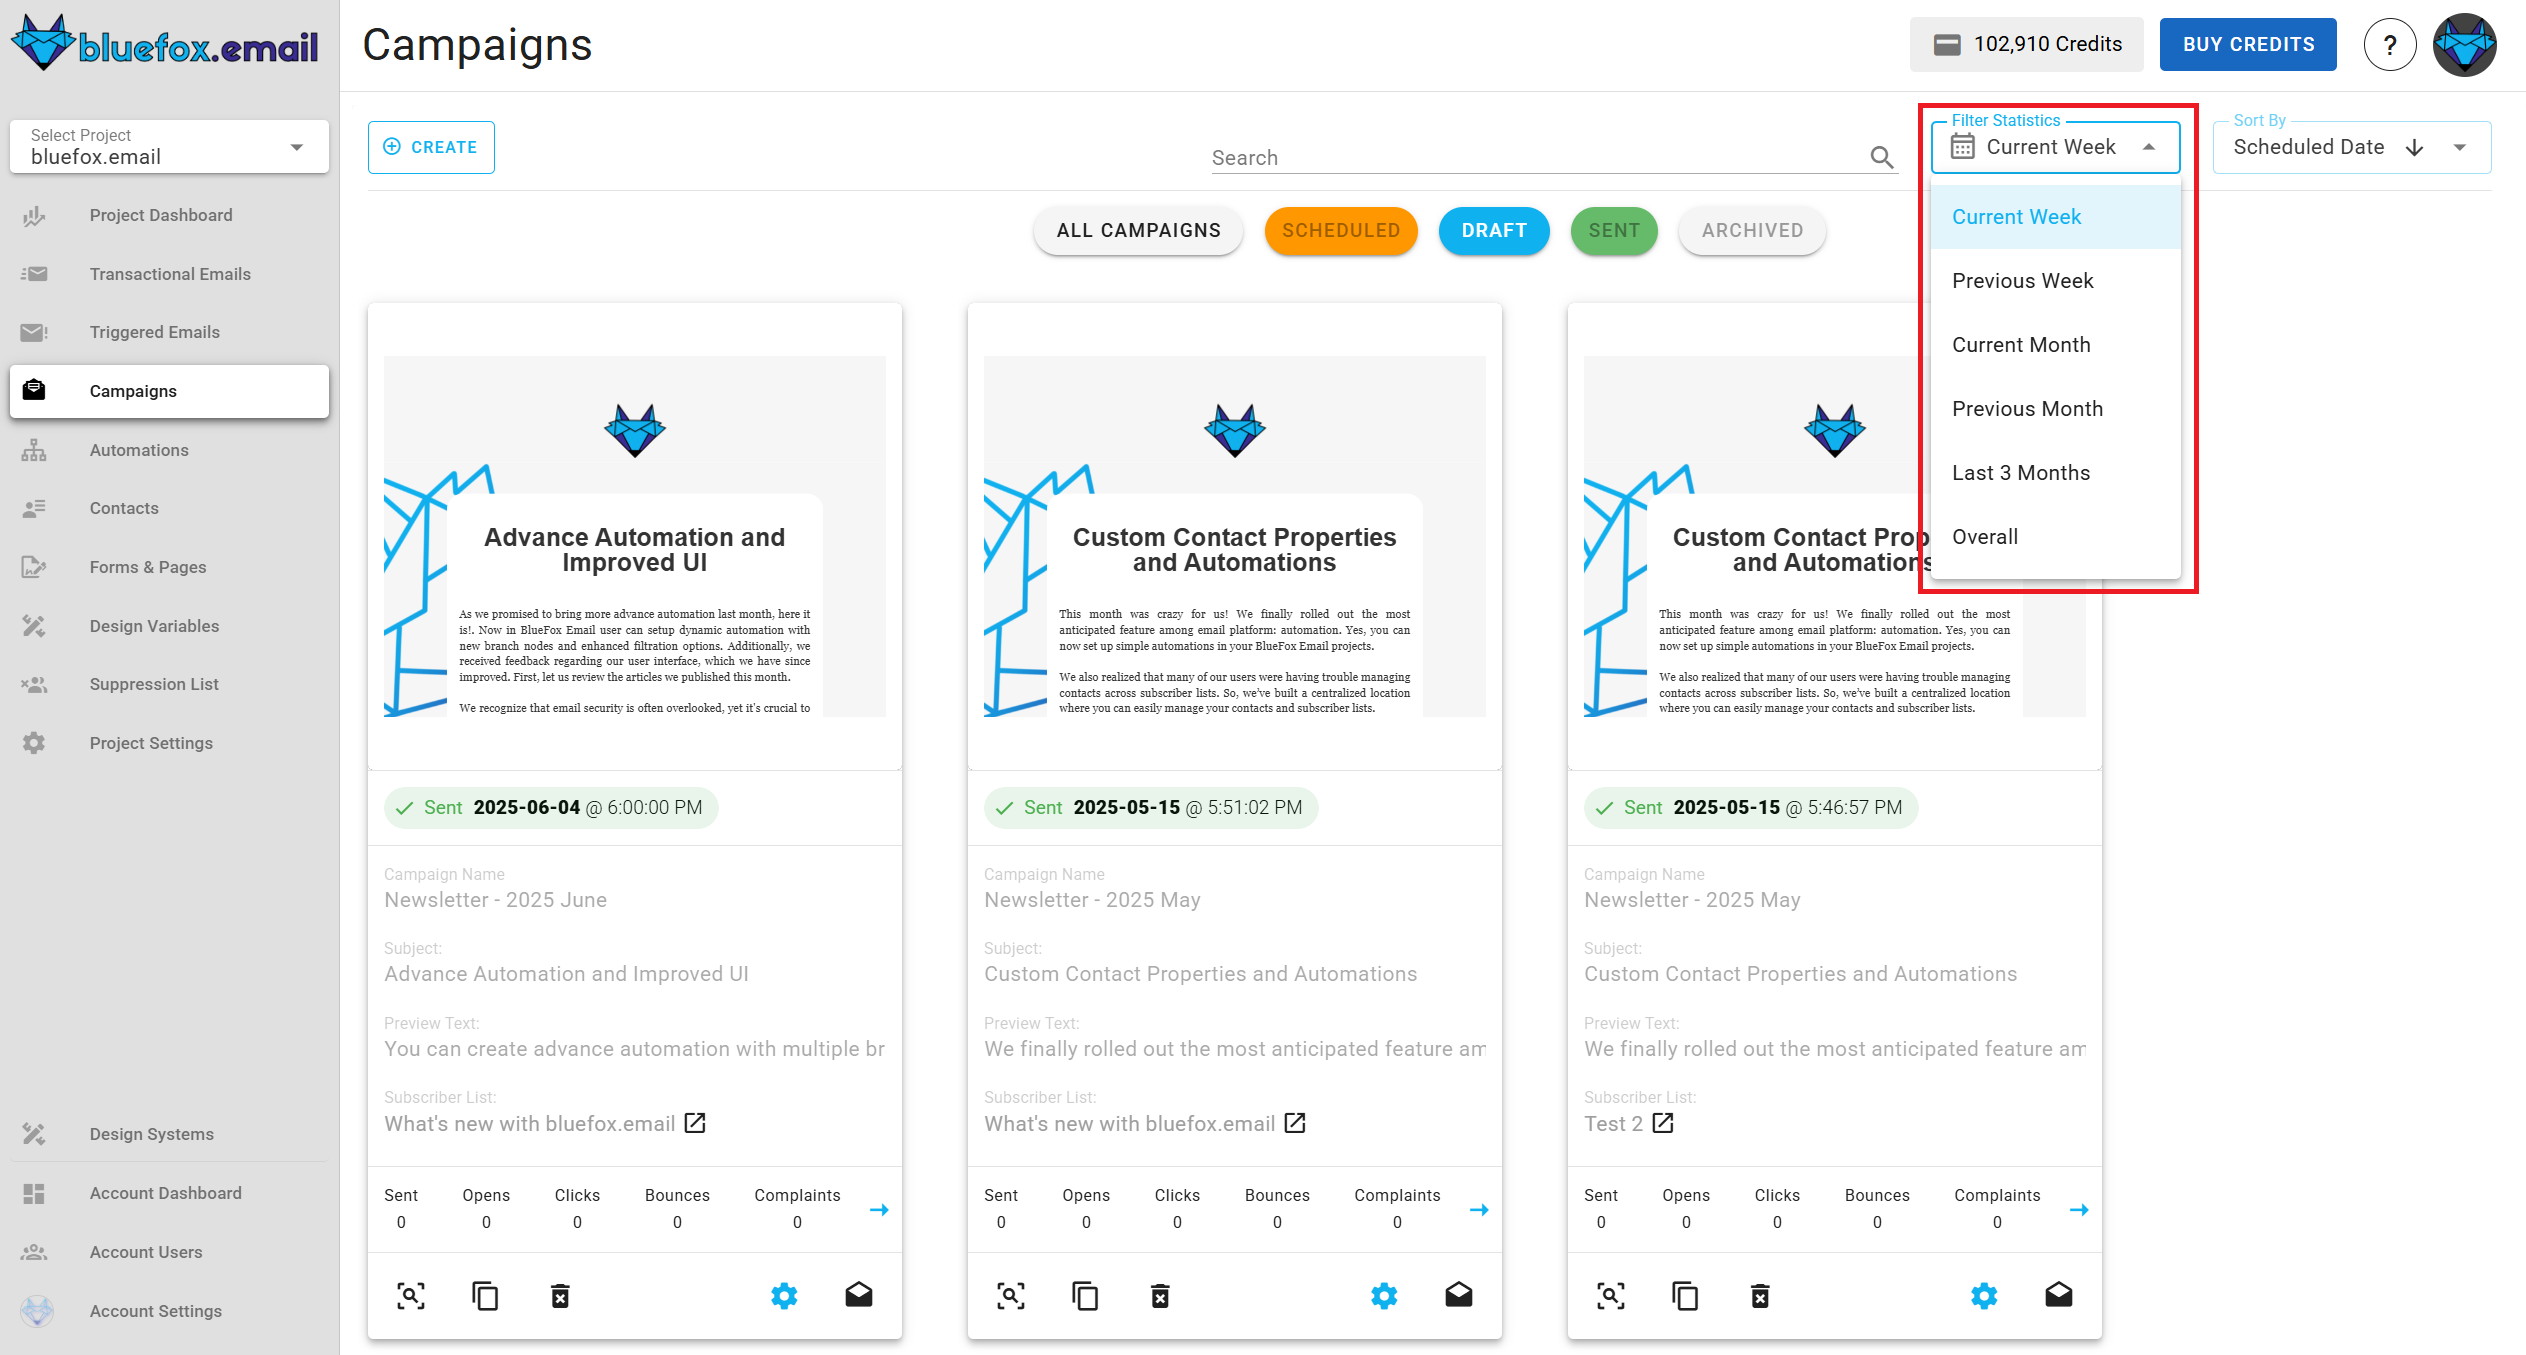 bluefox.email
Campaigns
102,910 Credits
BUY CREDITS
?
Select Project
bluefox.email
CREATE
Search
Filter Statistics
Current Week
Sort By
Scheduled Date
Project Dashboard
Transactional Emails
Triggered Emails
Campaigns
Automations
Contacts
Forms & Pages
Design Variables
Suppression List
Project Settings
Design Systems
Account Dashboard
Account Users
Account Settings
ALL CAMPAIGNS
SCHEDULED
DRAFT
SENT
ARCHIVED
Current Week
Previous Week
Current Month
Previous Month
Last 3 Months
Overall
Advance Automation and
Improved UI
As we promised to bring more advance automation last month, here it
is!. Now in BlueFox Email user can setup dynamic automation with
new branch nodes and enhanced filtration options. Additionally, we
received feedback regarding our user interface, which we have since
improved. First, let us review the articles we published this month.
We recognize that email security is often overlooked, yet it's crucial to
Sent 2025-06-04 @ 6:00:00 PM
Campaign Name
Newsletter - 2025 June
Subject:
Advance Automation and Improved UI
Preview Text:
You can create advance automation with multiple br
Subscriber List:
What's new with bluefox.email
Sent Opens Clicks Bounces Complaints
0 0 0 0 0
Custom Contact Properties
and Automations
This month was crazy for us! We finally rolled out the most
anticipated feature among email platform: automation. Yes, you can
now set up simple automations in your BlueFox Email projects.
We also realized that many of our users were having trouble managing
contacts across subscriber lists. So, we've built a centralized location
where you can easily manage your contacts and subscriber lists.
Sent 2025-05-15 @ 5:51:02 PM
Campaign Name
Newsletter - 2025 May
Subject:
Custom Contact Properties and Automations
Preview Text:
We finally rolled out the most anticipated feature am
Subscriber List:
What's new with bluefox.email
Sent Opens Clicks Bounces Complaints
0 0 0 0 0
Custom Contact Prop
and Automations
This month was crazy for us! We finally rolled out the most
anticipated feature among email platform: automation. Yes, you can
now set up simple automations in your BlueFox Email projects.
We also realized that many of our users were having trouble managing
contacts across subscriber lists. So, we've built a centralized location
where you can easily manage your contacts and subscriber lists.
Sent 2025-05-15 @ 5:46:57 PM
Campaign Name
Newsletter - 2025 May
Subject:
Custom Contact Properties and Automations
Preview Text:
We finally rolled out the most anticipated feature am
Subscriber List:
Test 2
Sent Opens Clicks Bounces Complaints
0 0 0 0 0